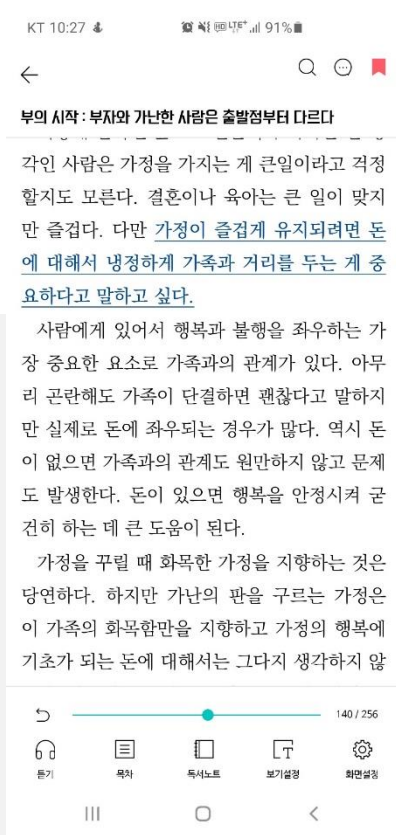 KT 10:27
LTE+ 91%
부의 시작 : 부자와 가난한 사람은 출발점부터 다르다
각인 사람은 가정을 가지는 게 큰일이라고 걱정
할지도 모른다. 결혼이나 육아는 큰 일이 맞지
만 즐겁다. 다만 가정이 즐겁게 유지되려면 돈
에 대해서 냉정하게 가족과 거리를 두는 게 중
요하다고 말하고 싶다.
사람에게 있어서 행복과 불행을 좌우하는 가
장 중요한 요소로 가족과의 관계가 있다. 아무
리 곤란해도 가족이 단결하면 괜찮다고 말하지
만 실제로 돈에 좌우되는 경우가 많다. 역시 돈
이 없으면 가족과의 관계도 원만하지 않고 문제
도 발생한다. 돈이 있으면 행복을 안정시켜 굳
건히 하는 데 큰 도움이 된다.
가정을 꾸릴 때 화목한 가정을 지향하는 것은
당연하다. 하지만 가난의 판을 구르는 가정은
이 가족의 화목함만을 지향하고 가정의 행복에
기초가 되는 돈에 대해서는 그다지 생각하지 않
140 / 256
듣기 목차 독서노트 보기설정 화면설정